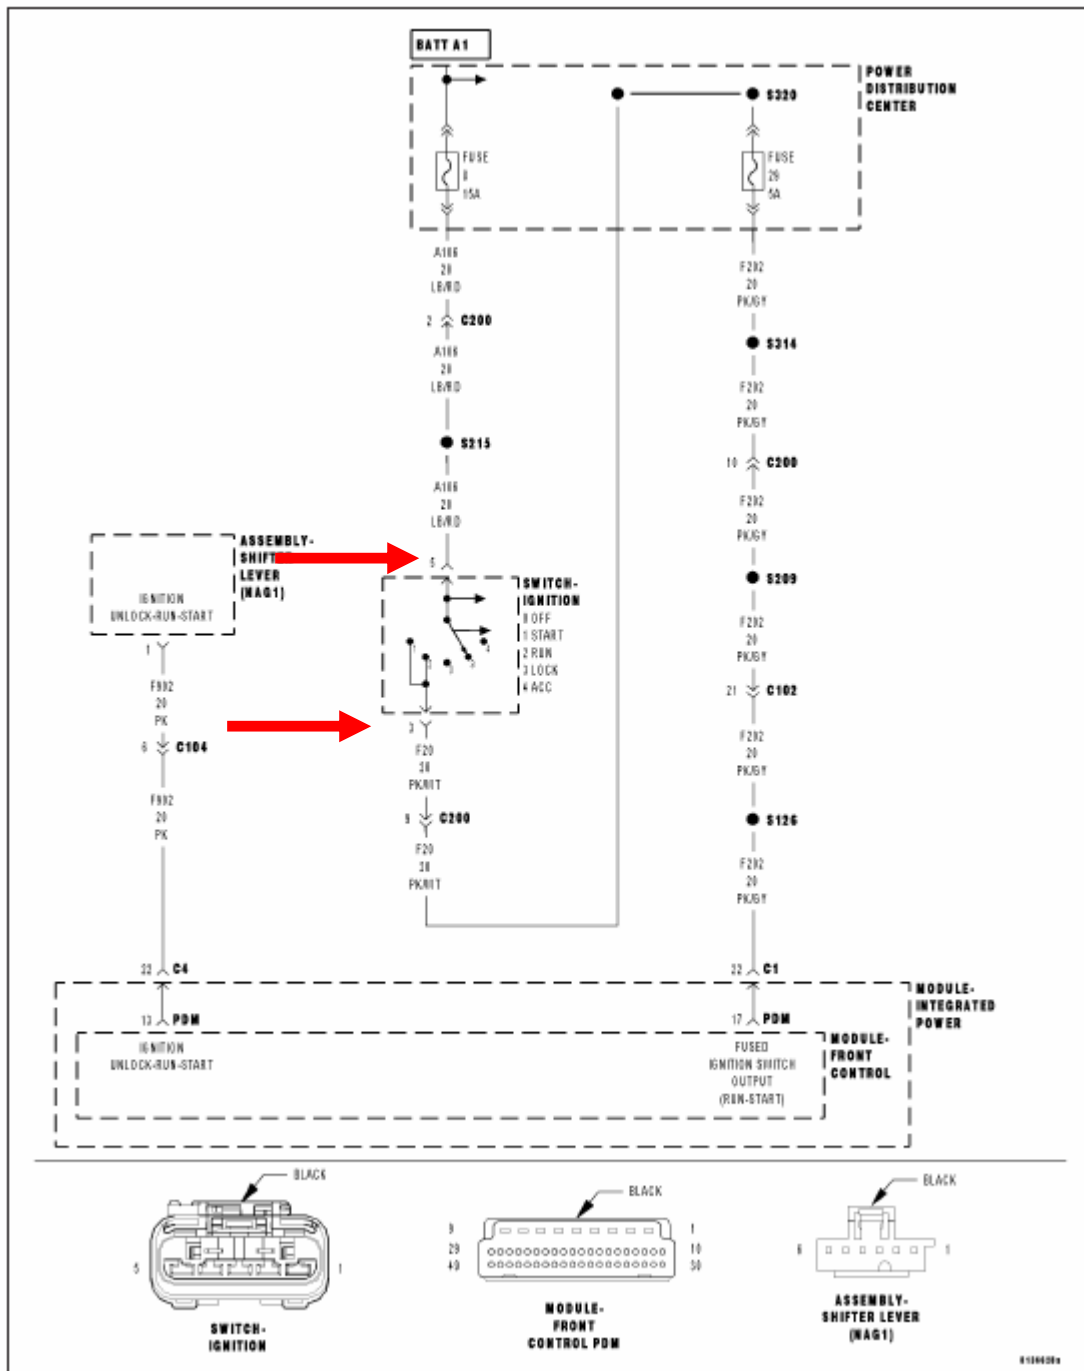 BATT A1
POWER
DISTRIBUTION
CENTER
S320
FUSE
8
15A
FUSE
29
5A
A106
20
LB/RD
F202
20
PK/GY
2 C200
S314
A106
20
LB/RD
F202
20
PK/GY
S215
10 C200
A106
20
LB/RD
F202
20
PK/GY
ASSEMBLY-
SHIFTER
LEVER
(NAG1)
IGNITION
UNLOCK-RUN-START
5
SWITCH-
IGNITION
0 OFF
1 START
2 RUN
3 LOCK
4 ACC
S209
F202
20
PK/GY
1
F902
20
PK
21 C102
3
F20
20
PK/WT
6 C104
F202
20
PK/GY
F902
20
PK
9 C200
S126
F20
20
PK/WT
F202
20
PK/GY
22 C4
22 C1
MODULE-
INTEGRATED
POWER
13 PDM
17 PDM
IGNITION
UNLOCK-RUN-START
FUSED
IGNITION SWITCH
OUTPUT
(RUN-START)
MODULE-
FRONT
CONTROL
BLACK
5 1
SWITCH-
IGNITION
BLACK
9 1
29 10
40 30
MODULE-
FRONT
CONTROL PDM
BLACK
6 1
ASSEMBLY-
SHIFTER LEVER
(NAG1)